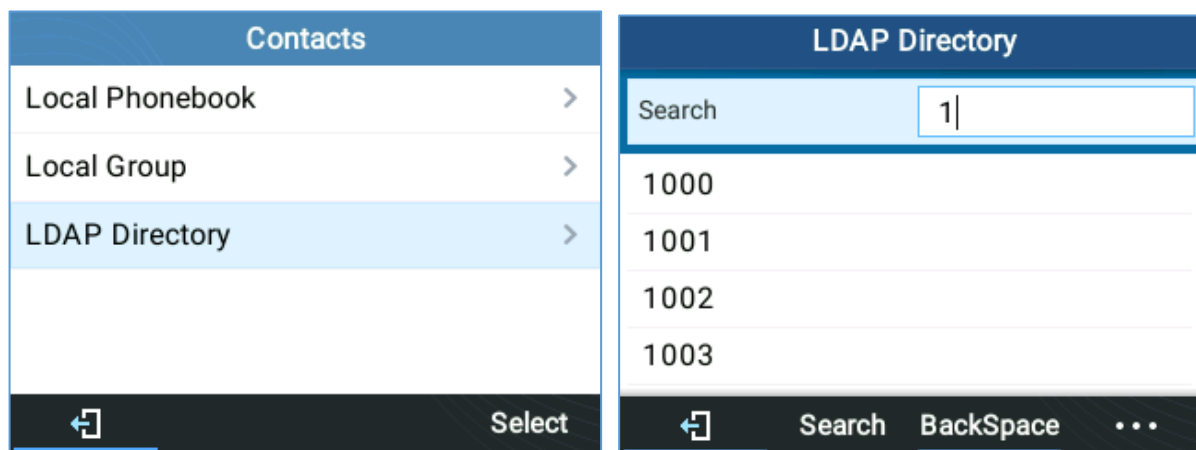 Contacts
Local Phonebook
Local Group
LDAP Directory
Select
LDAP Directory
Search 1
1000
1001
1002
1003
Search BackSpace ...